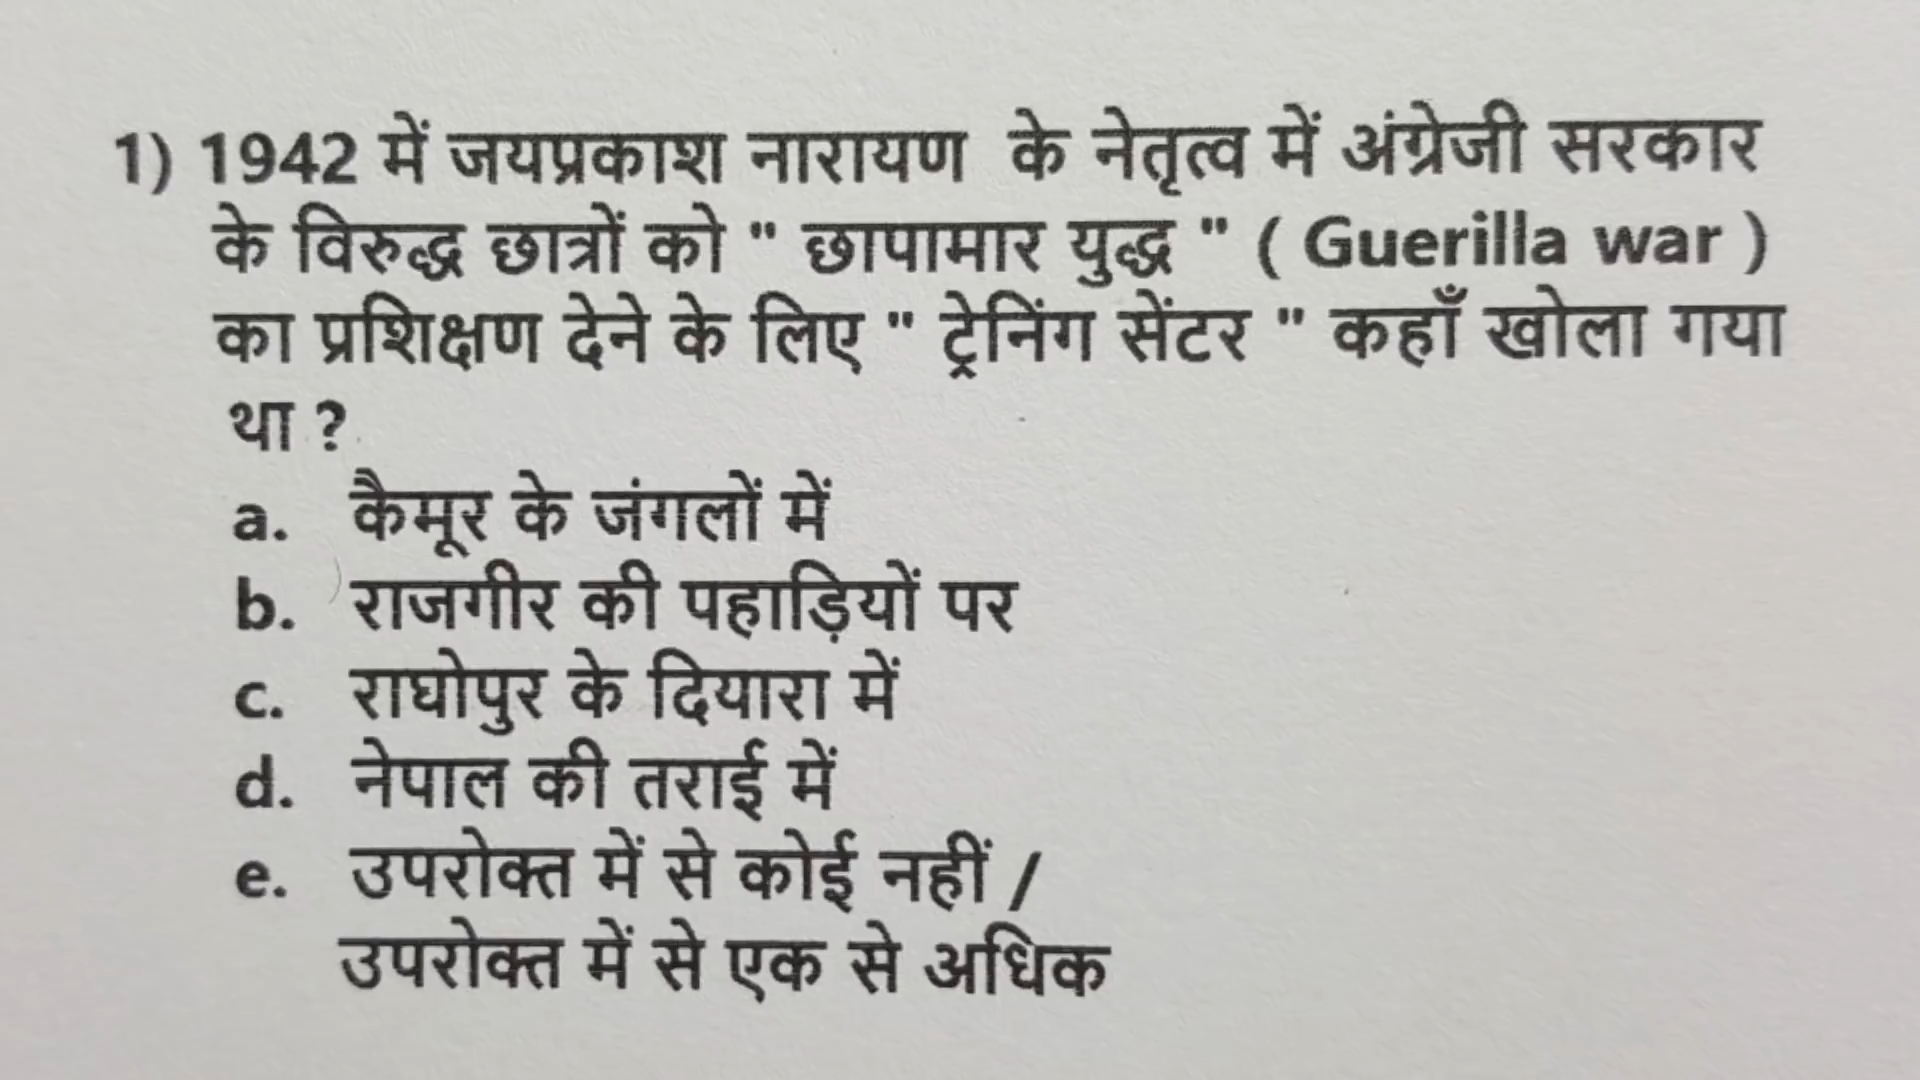 1) 1942 में जयप्रकाश नारायण के नेतृत्व में अंग्रेजी सरकार
के विरुद्ध छात्रों को " छापामार युद्ध " ( Guerilla war )
का प्रशिक्षण देने के लिए " ट्रेनिंग सेंटर " कहाँ खोला गया
था ?
a. कैमूर के जंगलों में
b. राजगीर की पहाड़ियों पर
c. राघोपुर के दियारा में
d. नेपाल की तराई में
e. उपरोक्त में से कोई नहीं /
उपरोक्त में से एक से अधिक